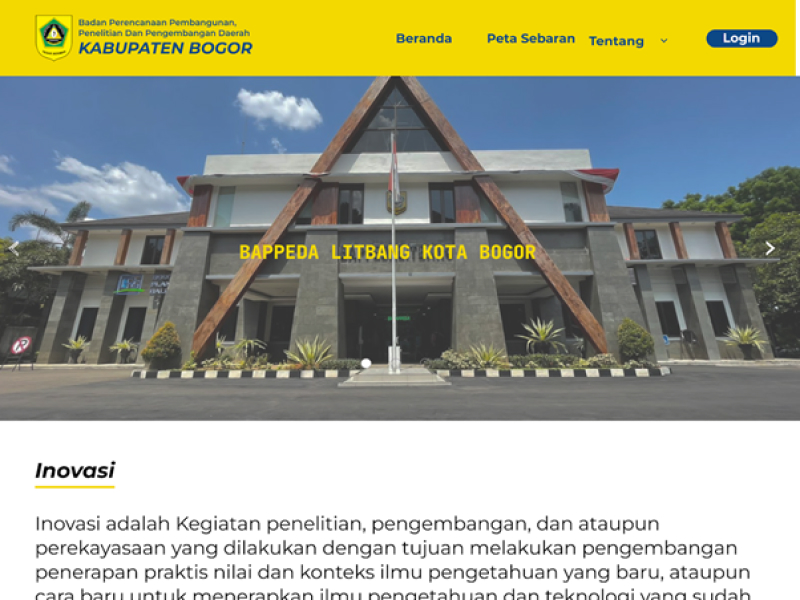 Badan Perencanaan Pembangunan,
Penelitian Dan Pengembangan Daerah
KABUPATEN BOGOR
Beranda
Peta Sebaran
Tentang
Login
BAPPEDA LITBANG KOTA BOGOR
Inovasi
Inovasi adalah Kegiatan penelitian, pengembangan, dan ataupun
perekayasaan yang dilakukan dengan tujuan melakukan pengembangan
penerapan praktis nilai dan konteks ilmu pengetahuan yang baru, ataupun
cara baru untuk menerapkan ilmu pengetahuan dan teknologi yang sudah